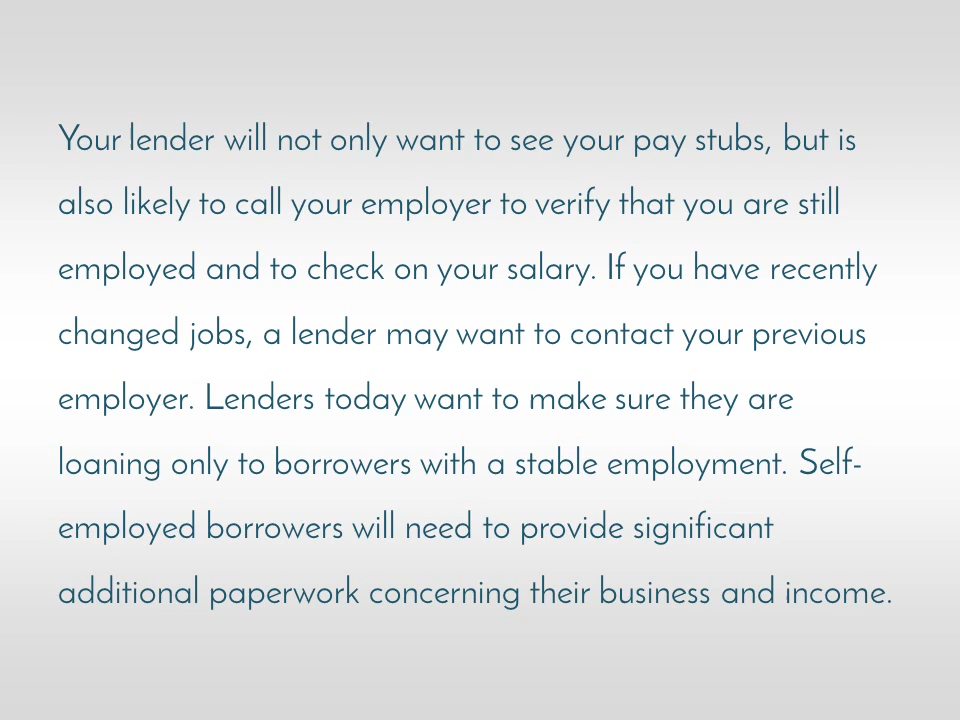 Your lender will not only want to see your pay stubs, but is
also likely to call your employer to verify that you are still
employed and to check on your salary. If you have recently
changed jobs, a lender may want to contact your previous
employer. Lenders today want to make sure they are
loaning only to borrowers with a stable employment. Self-
employed borrowers will need to provide significant
additional paperwork concerning their business and income.